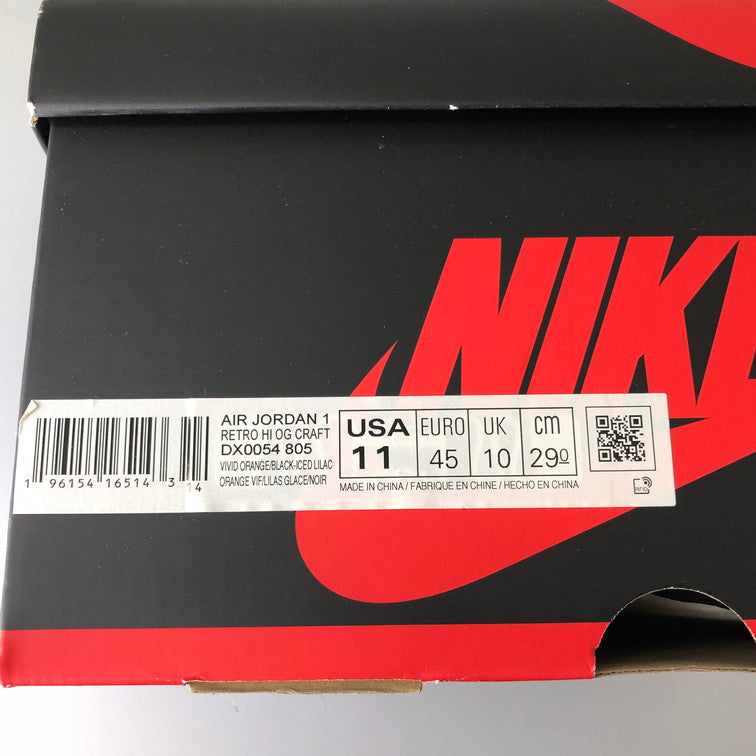 NIKE
AIR JORDAN 1
RETRO HI OG CRAFT
DX0054 805
VIVID ORANGE/BLACK-ICED LILAC
ORANGE VIF/LILAS GLACE/NOIR
1 96154 16514 3 14
USA EURO UK cm
11 45 10 29º
MADE IN CHINA / FABRIQUE EN CHINE / HECHO EN CHINA
RFID